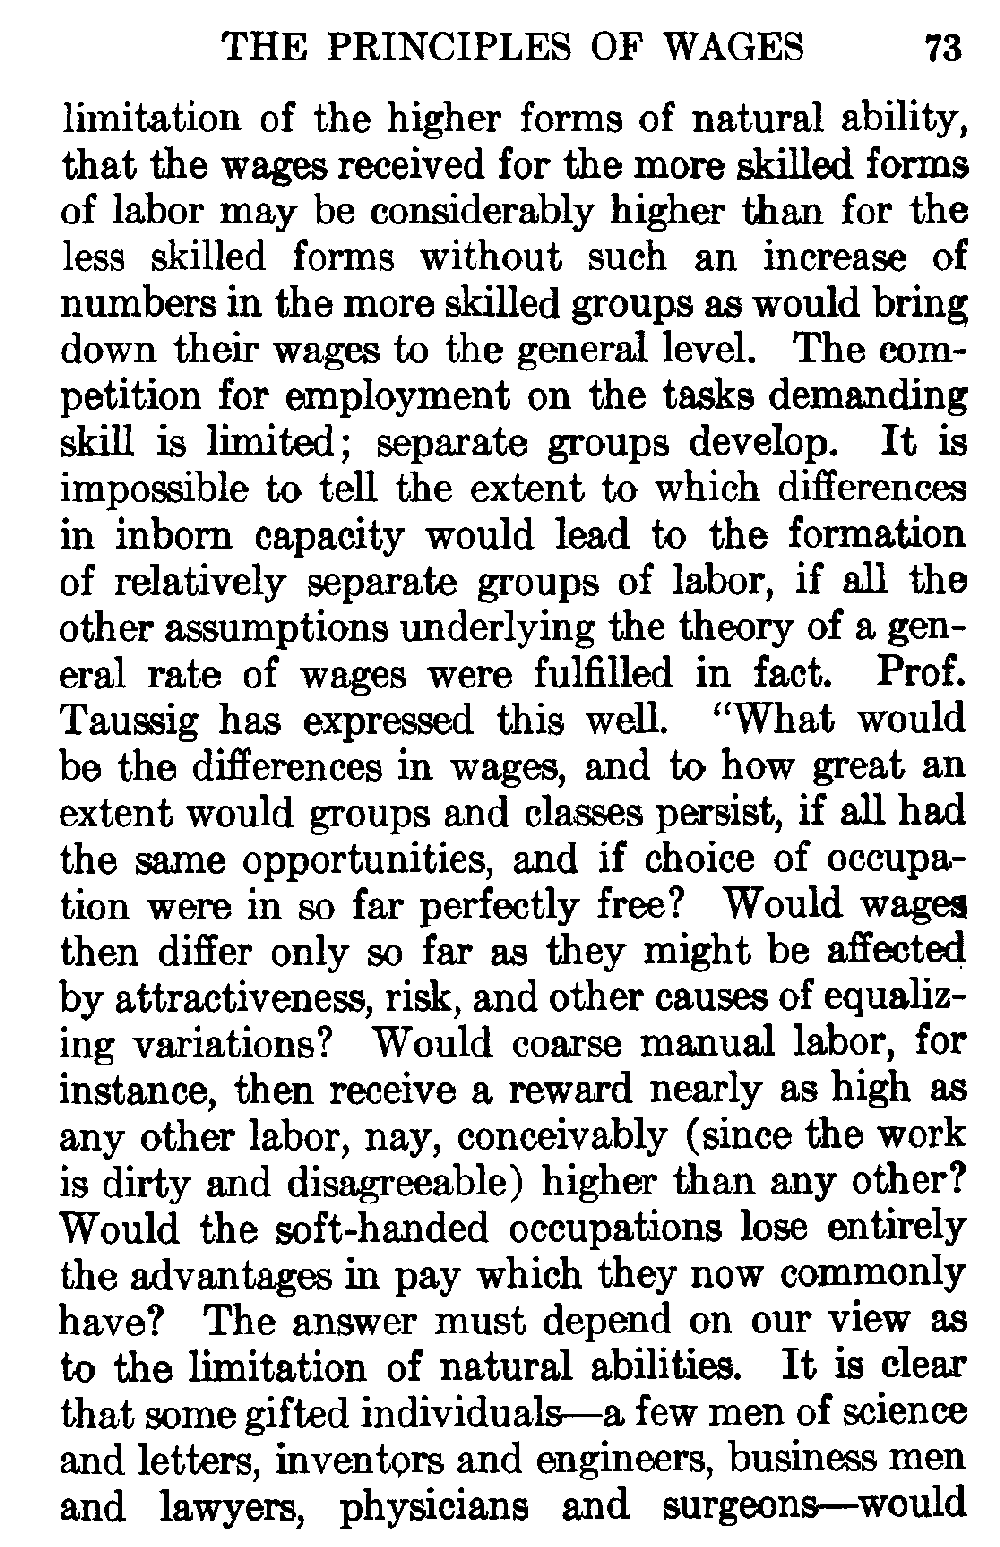 THE PRINCIPLES OF WAGES 73
limitation of the higher forms of natural ability,
that the wages received for the more skilled forms
of labor may be considerably higher than for the
less skilled forms without such an increase of
numbers in the more skilled groups as would bring
down their wages to the general level. The com-
petition for employment on the tasks demanding
skill is limited; separate groups develop. It is
impossible to tell the extent to which differences
in inborn capacity would lead to the formation
of relatively separate groups of labor, if all the
other assumptions underlying the theory of a gen-
eral rate of wages were fulfilled in fact. Prof.
Taussig has expressed this well. "What would
be the differences in wages, and to how great an
extent would groups and classes persist, if all had
the same opportunities, and if choice of occupa-
tion were in so far perfectly free? Would wages
then differ only so far as they might be affected
by attractiveness, risk, and other causes of equaliz-
ing variations? Would coarse manual labor, for
instance, then receive a reward nearly as high as
any other labor, nay, conceivably (since the work
is dirty and disagreeable) higher than any other?
Would the soft-handed occupations lose entirely
the advantages in pay which they now commonly
have? The answer must depend on our view as
to the limitation of natural abilities. It is clear
that some gifted individuals—a few men of science
and letters, inventors and engineers, business men
and lawyers, physicians and surgeons—would